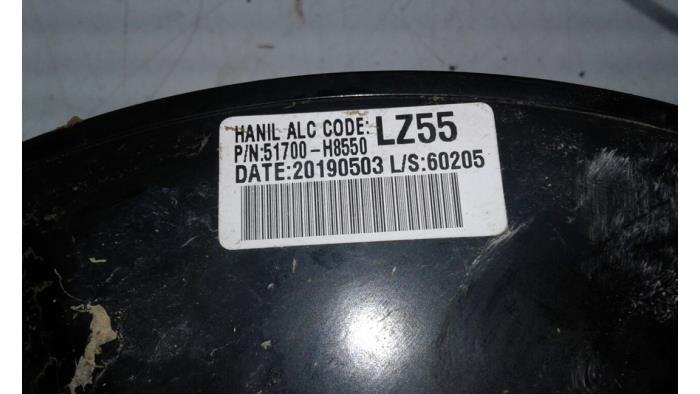 HANIL ALC CODE: LZ55
P/N:51700-H8550
DATE:20190503 L/S:60205